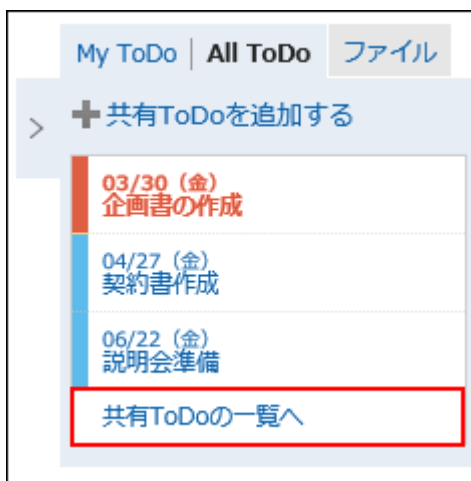 My ToDo | All ToDo ファイル
共有ToDoを追加する
03/30（金）
企画書の作成
04/27（金）
契約書作成
06/22（金）
説明会準備
共有ToDoの一覧へ